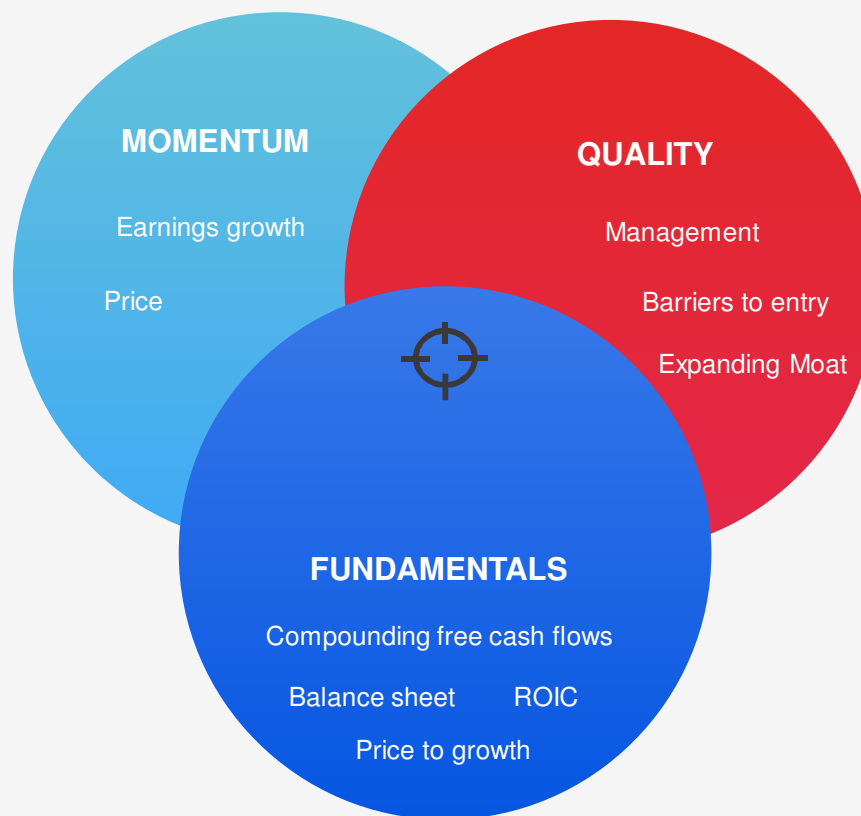 MOMENTUM
Earnings growth
Price
QUALITY
Management
Barriers to entry
Expanding Moat
FUNDAMENTALS
Compounding free cash flows
Balance sheet ROIC
Price to growth